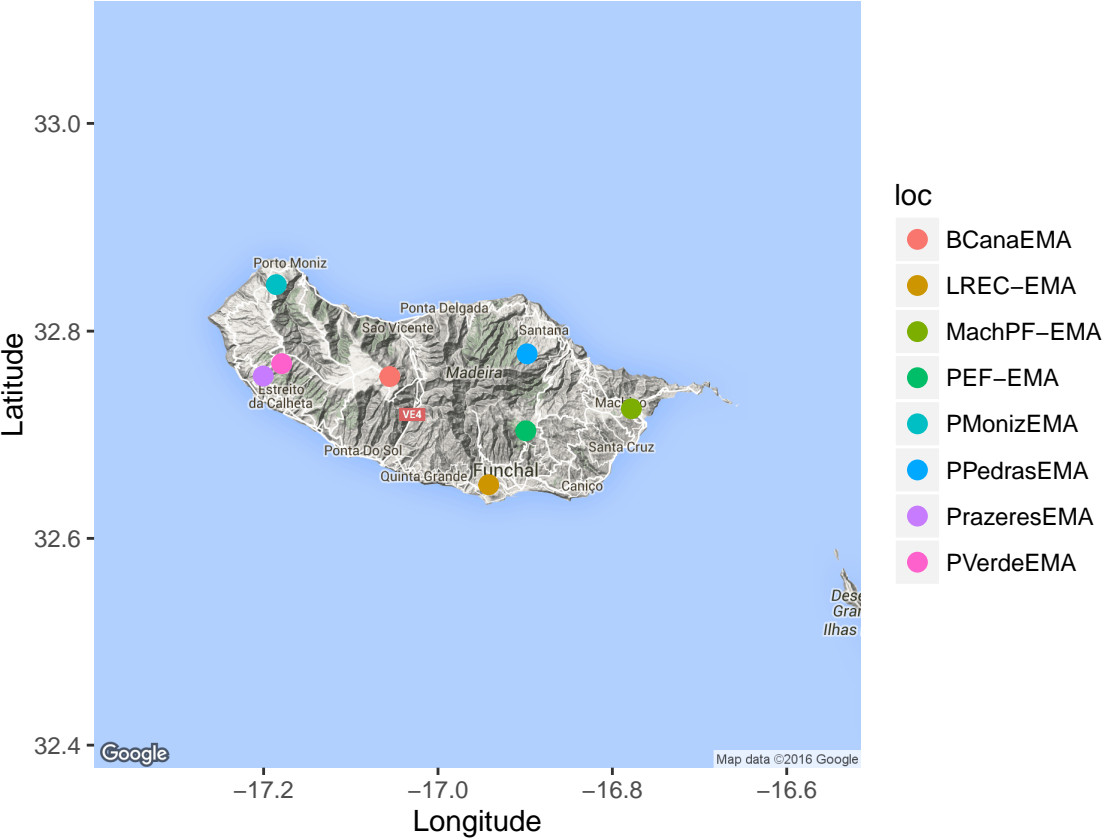 33.0
32.8
32.6
32.4
Latitude
Porto Moniz
Ponta Delgada
São Vicente
Santana
Madeira
Estreito
da Calheta
VE4
Santa Cruz
Ponta Do Sol
Quinta Grande
Funchal
Caniço
Ilhas
Google
Map data ©2016 Google
−17.2
−17.0
−16.8
−16.6
Longitude
loc
BCanaEMA
LREC−EMA
MachPF−EMA
PEF−EMA
PMonizEMA
PPedrasEMA
PrazeresEMA
PVerdeEMA